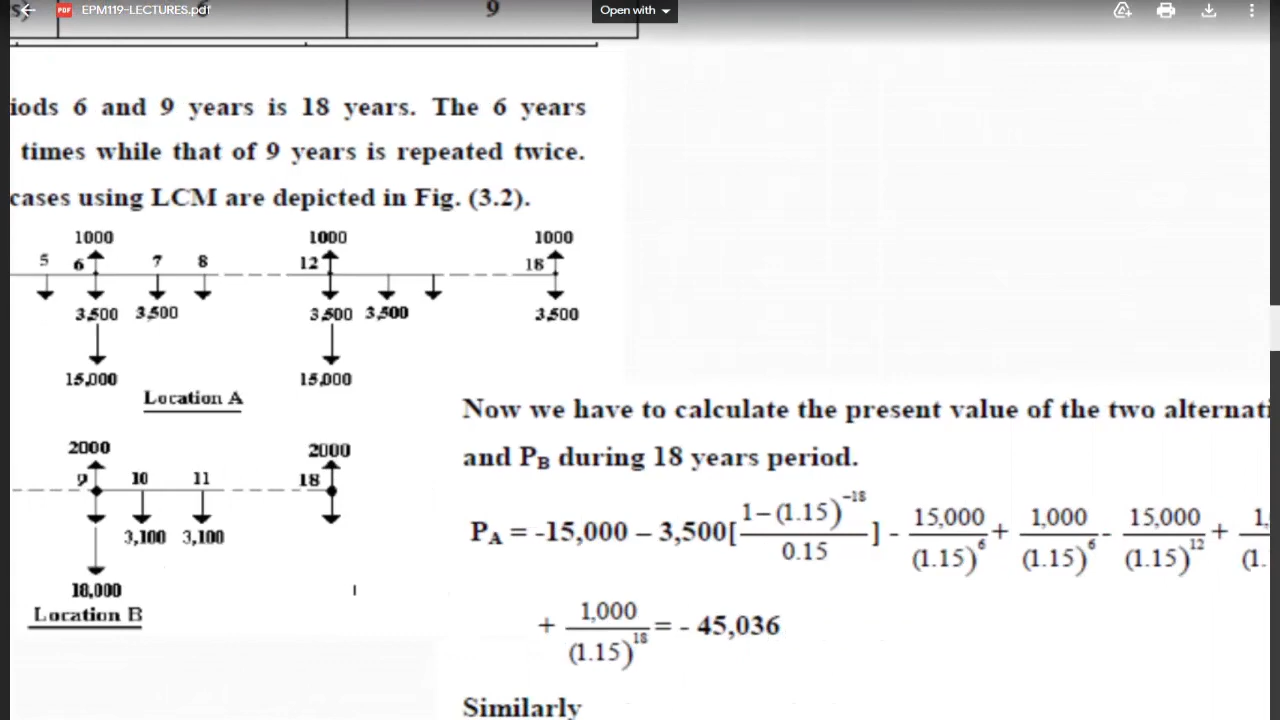 EPM119-LECTURES.pdf
Open with
9
iods 6 and 9 years is 18 years. The 6 years
times while that of 9 years is repeated twice.
cases using LCM are depicted in Fig. (3.2).
1000 1000 1000
5 6 7 8 12 18
3,500 3,500 3,500 3,500 3,500
15,000 15,000
Location A
2000 2000
9 10 11 18
3,100 3,100
18,000
Location B
Now we have to calculate the present value of the two alternati
and P_B during 18 years period.
P_A = -15,000 – 3,500[ (1–(1.15)^–18) / 0.15 ] - 15,000/(1.15)^6 + 1,000/(1.15)^6 - 15,000/(1.15)^12 + 1,/(1.
+ 1,000/(1.15)^18 = - 45,036
Similarly